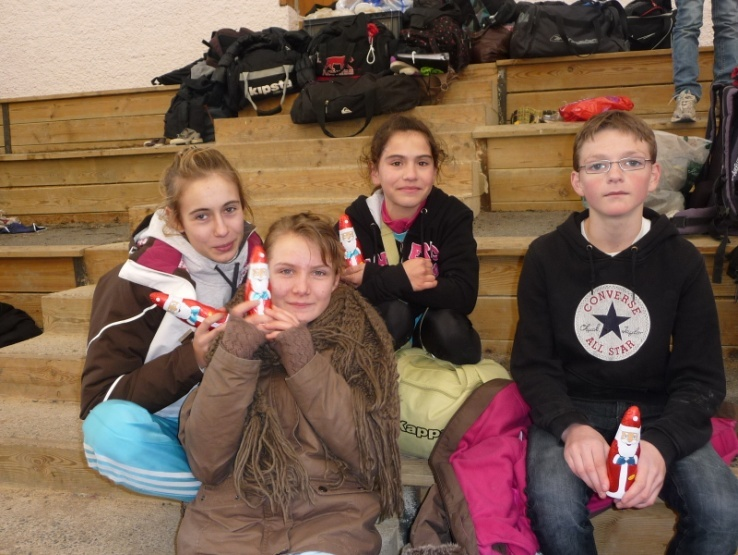 KIPSTA
CONVERSE
Chuck Taylor
ALL STAR
Kappa